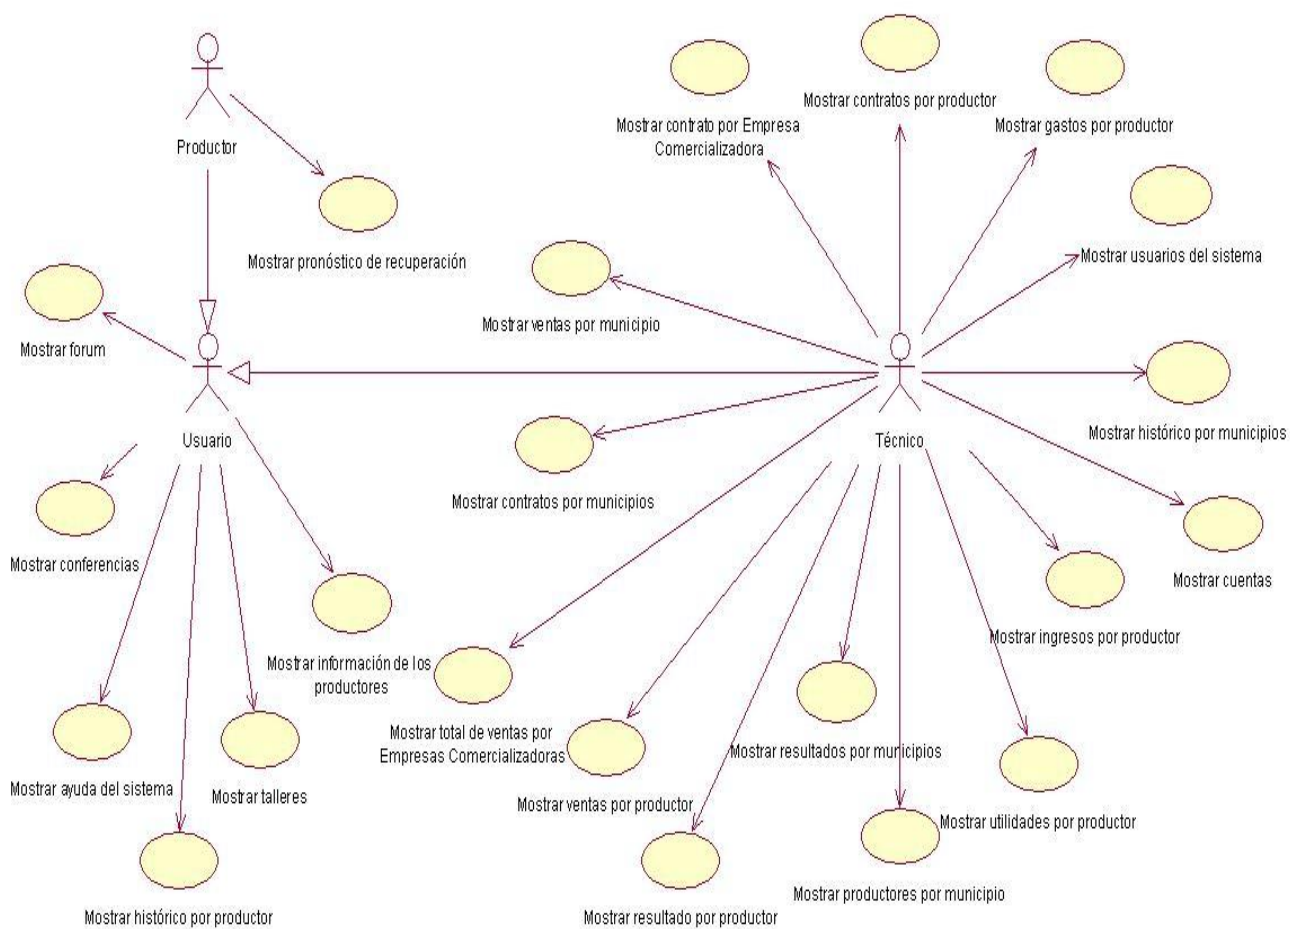 Mostrar contratos por productor
Mostrar contrato por Empresa
Comercializadora
Mostrar gastos por productor
Productor
Mostrar pronóstico de recuperación
Mostrar usuarios del sistema
Mostrar ventas por municipio
Mostrar forum
Usuario
Técnico
Mostrar histórico por municipios
Mostrar contratos por municipios
Mostrar conferencias
Mostrar cuentas
Mostrar ingresos por productor
Mostrar información de los
productores
Mostrar total de ventas por
Empresas Comercializadoras
Mostrar resultados por municipios
Mostrar ayuda del sistema
Mostrar talleres
Mostrar ventas por productor
Mostrar utilidades por productor
Mostrar productores por municipio
Mostrar histórico por productor
Mostrar resultado por productor